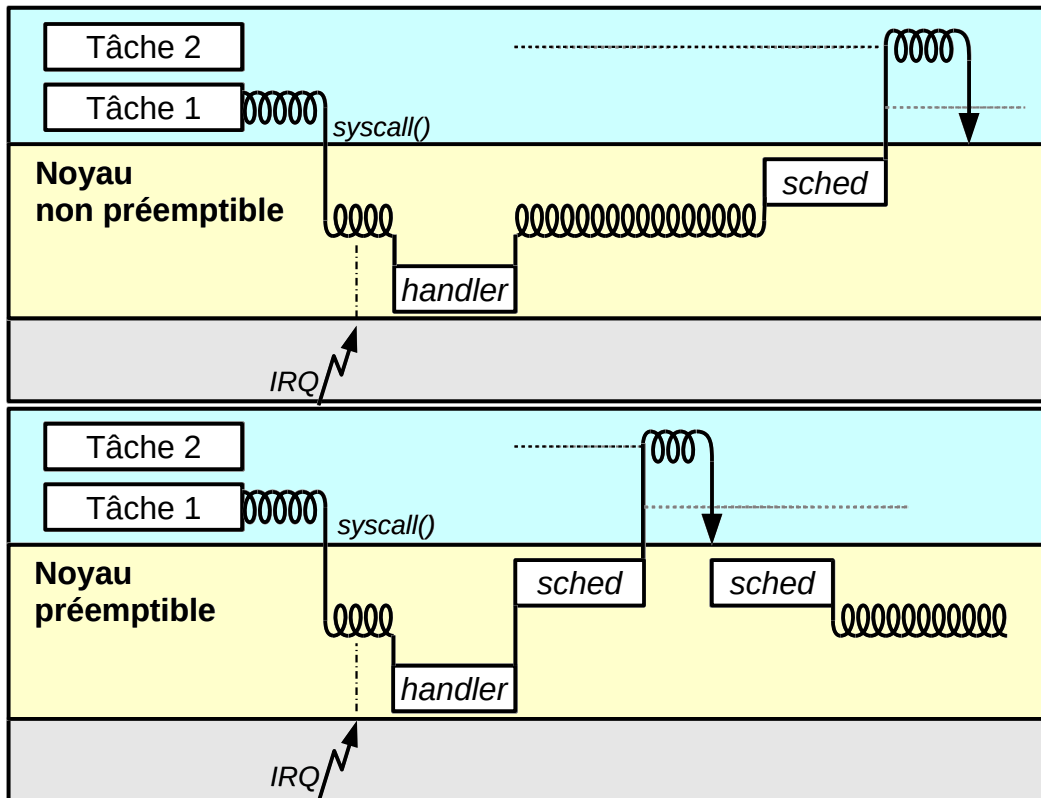 Tâche 2
Tâche 1
syscall()
Noyau
non préemptible
sched
handler
IRQ
Tâche 2
Tâche 1
syscall()
Noyau
préemptible
sched
sched
handler
IRQ